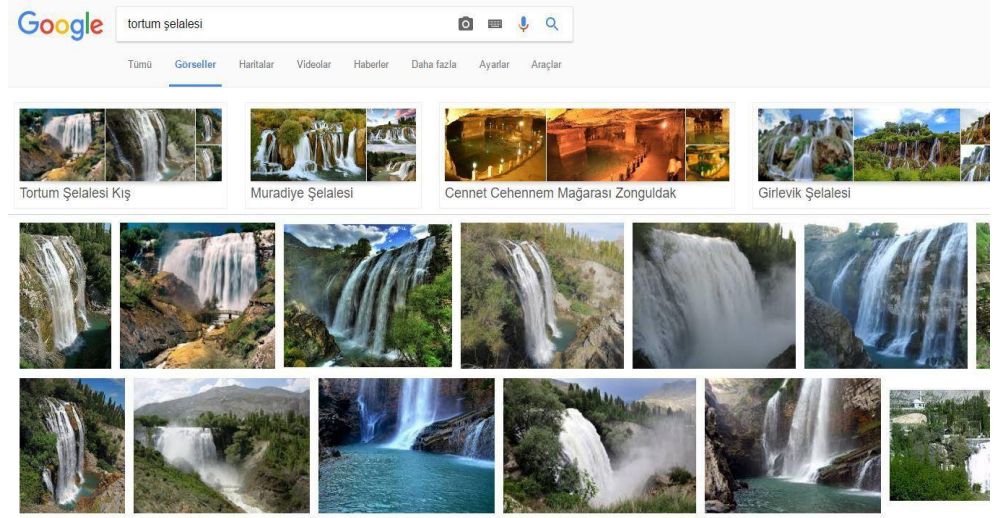 Google
tortum şelalesi
Tümü Görseller Haritalar Videolar Haberler Daha fazla Ayarlar Araçlar
Tortum Şelalesi Kış Muradiye Şelalesi Cennet Cehennem Mağarası Zonguldak Girlevik Şelalesi